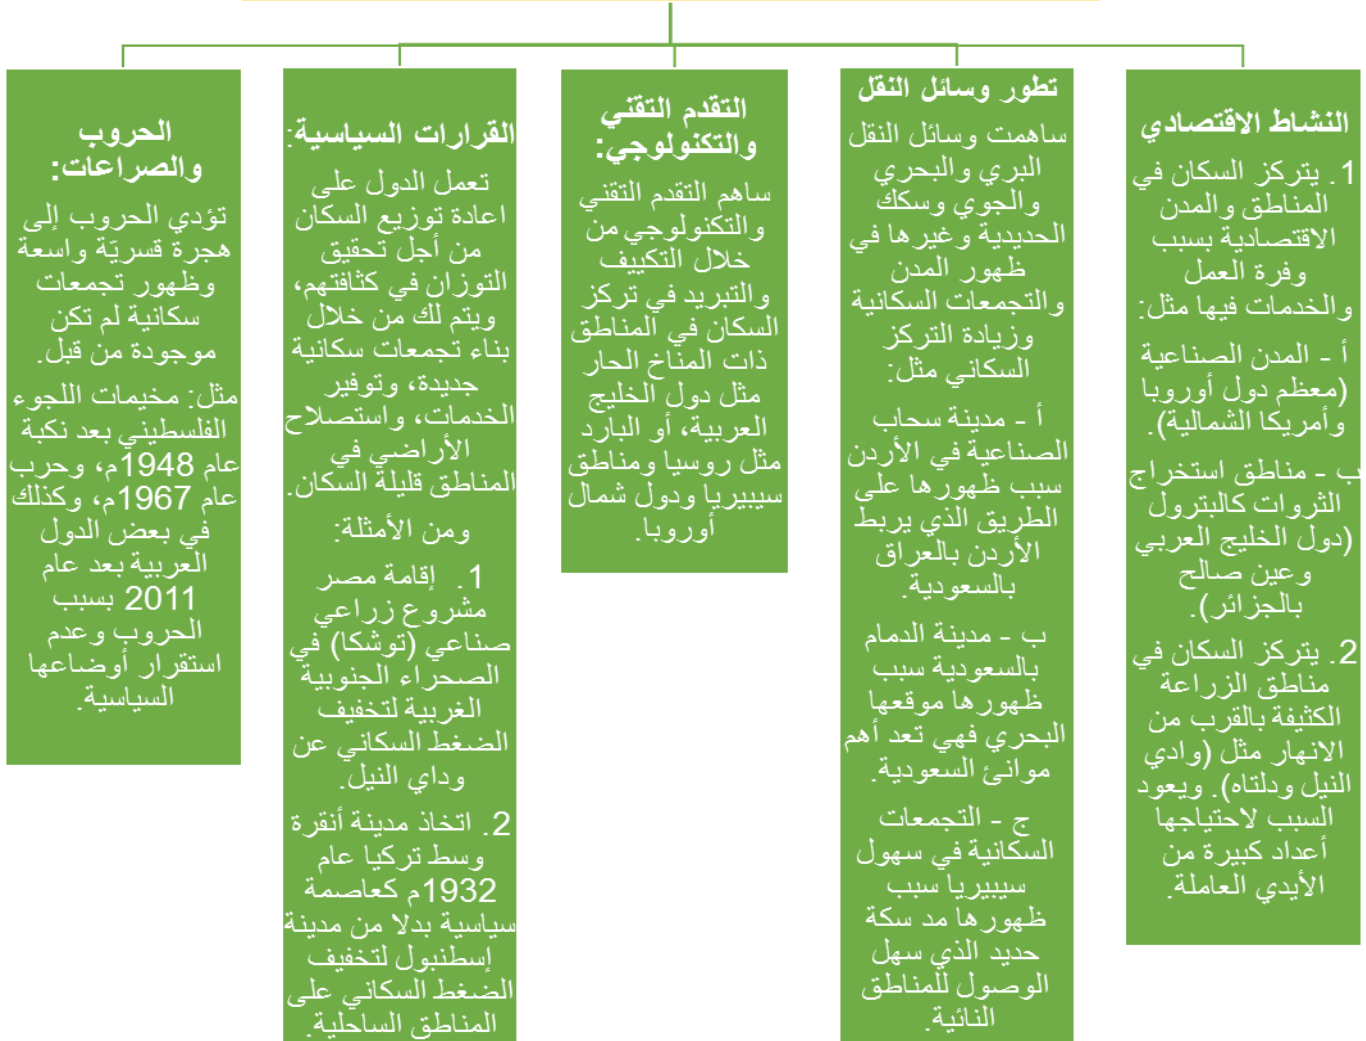 النشاط الاقتصادي
1. يتركز السكان في
المناطق والمدن
الاقتصادية بسبب
وفرة العمل
والخدمات فيها مثل:
أ - المدن الصناعية
(معظم دول أوروبا
وأمريكا الشمالية).
ب - مناطق استخراج
الثروات كالبترول
(دول الخليج العربي
وعين صالح
بالجزائر).
2. يتركز السكان في
مناطق الزراعة
الكثيفة بالقرب من
الانهار مثل (وادي
النيل ودلتاه). ويعود
السبب لاحتياجها
أعداد كبيرة من
الأيدي العاملة.
تطور وسائل النقل
ساهمت وسائل النقل
البري والبحري
والجوي وسكك
الحديدية وغيرها في
ظهور المدن
والتجمعات السكانية
وزيادة التركز
السكاني مثل:
أ - مدينة سحاب
الصناعية في الأردن
سبب ظهورها على
الطريق الذي يربط
الأردن بالعراق
بالسعودية.
ب - مدينة الدمام
بالسعودية سبب
ظهورها موقعها
البحري فهي تعد أهم
موانئ السعودية.
ج - التجمعات
السكانية في سهول
سيبيريا سبب
ظهورها مد سكة
حديد الذي سهل
الوصول للمناطق
النائية.
التقدم التقني
والتكنولوجي:
ساهم التقدم التقني
والتكنولوجي من
خلال التكييف
والتبريد في تركز
السكان في المناطق
ذات المناخ الحار
مثل دول الخليج
العربية، أو البارد
مثل روسيا ومناطق
سيبيريا ودول شمال
أوروبا.
القرارات السياسية:
تعمل الدول على
اعادة توزيع السكان
من أجل تحقيق
التوزان في كثافتهم،
ويتم لك من خلال
بناء تجمعات سكانية
جديدة، وتوفير
الخدمات، واستصلاح
الأراضي في
المناطق قليلة السكان.
ومن الأمثلة:
1. إقامة مصر
مشروع زراعي
صناعي (توشكا) في
الصحراء الجنوبية
الغربية لتخفيف
الضغط السكاني عن
وداي النيل.
2. اتخاذ مدينة أنقرة
وسط تركيا عام
1932م كعاصمة
سياسية بدلا من مدينة
إسطنبول لتخفيف
الضغط السكاني على
المناطق الساحلية.
الحروب
والصراعات:
تؤدي الحروب إلى
هجرة قسريّة واسعة
وظهور تجمعات
سكانية لم تكن
موجودة من قبل.
مثل: مخيمات اللجوء
الفلسطيني بعد نكبة
عام 1948م، وحرب
عام 1967م، وكذلك
في بعض الدول
العربية بعد عام
2011 بسبب
الحروب وعدم
استقرار أوضاعها
السياسية.